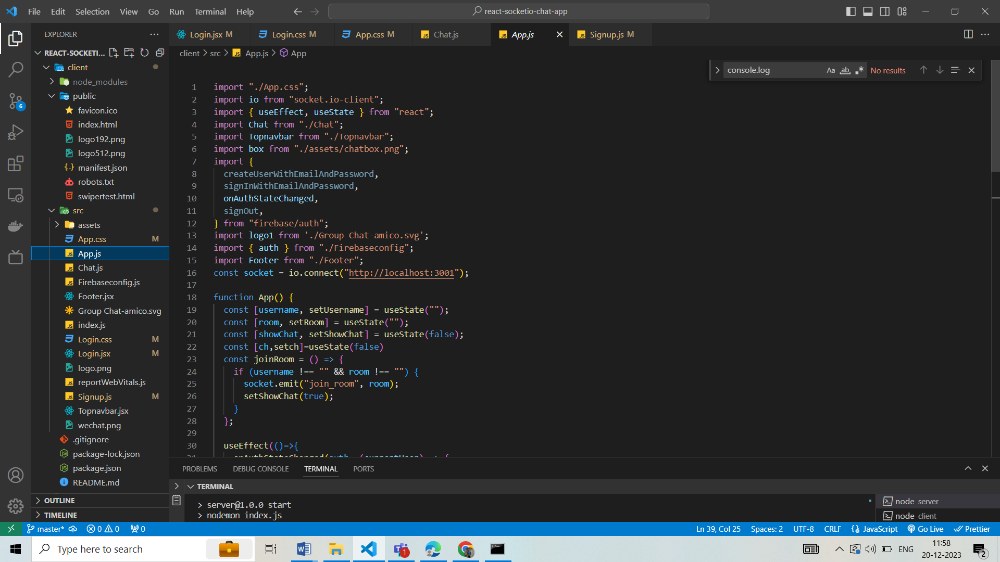 File Edit Selection View Go Run Terminal Help
react-socketio-chat-app
EXPLORER
REACT-SOCKETI...
client
node_modules
public
favicon.ico
index.html
logo192.png
logo512.png
manifest.json
robots.txt
swipertest.html
src
assets
App.css M
App.js
Chat.js
Firebaseconfig.js
Footer.jsx
Group Chat-amico.svg
index.js
Login.css M
Login.jsx M
logo.png
reportWebVitals.js
Signup.js M
Topnavbar.jsx
wechat.png
.gitignore
package-lock.json
package.json
README.md
OUTLINE
TIMELINE
6
Login.jsx M Login.css M App.css M Chat.js App.js Signup.js M
client > src > App.js > App
console.log Aa ab No results
1 import "./App.css";
2 import io from "socket.io-client";
3 import { useEffect, useState } from "react";
4 import Chat from "./Chat";
5 import Topnavbar from "./Topnavbar";
6 import box from "./assets/chatbox.png";
7 import {
8 createUserWithEmailAndPassword,
9 signInWithEmailAndPassword,
10 onAuthStateChanged,
11 signOut,
12 } from "firebase/auth";
13 import logo1 from './Group Chat-amico.svg';
14 import { auth } from "./Firebaseconfig";
15 import Footer from "./Footer";
16 const socket = io.connect("http://localhost:3001");
17
18 function App() {
19 const [username, setUsername] = useState("");
20 const [room, setRoom] = useState("");
21 const [showChat, setShowChat] = useState(false);
22 const [ch,setch]=useState(false)
23 const joinRoom = () => {
24 if (username !== "" && room !== "") {
25 socket.emit("join_room", room);
26 setShowChat(true);
27 }
28 };
29
30 useEffect(()=>{
PROBLEMS DEBUG CONSOLE TERMINAL PORTS
TERMINAL
> server@1.0.0 start
> nodemon index.js
node server
node client
master* 0 0 0
Ln 39, Col 25 Spaces: 2 UTF-8 CRLF JavaScript Go Live Prettier
Type here to search
1
ENG
11:58
20-12-2023
2